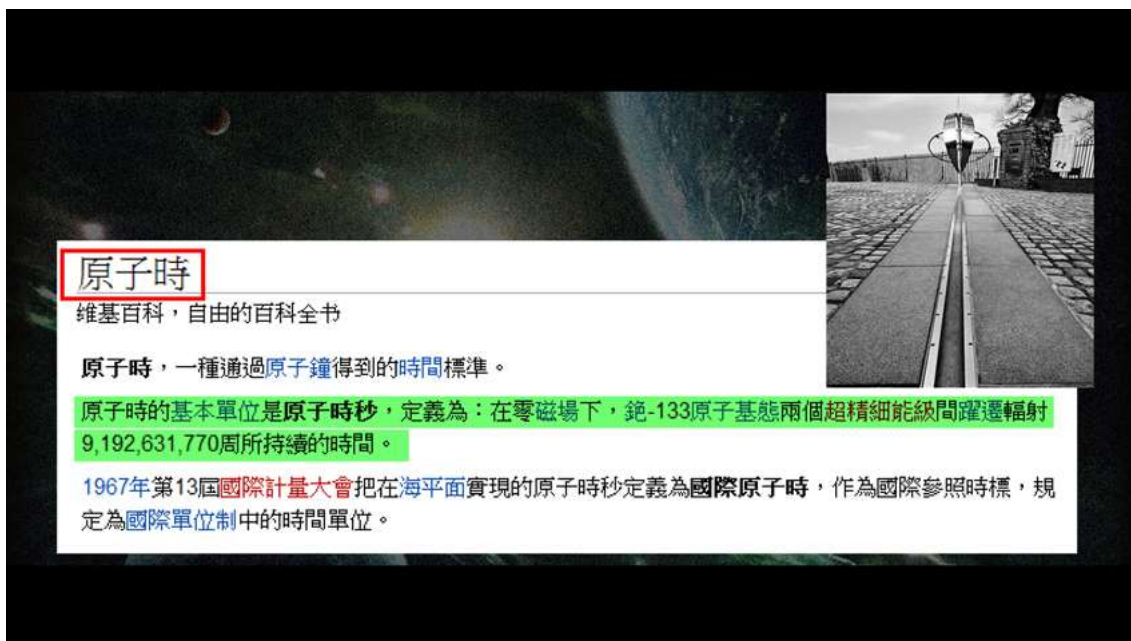 原子時
维基百科，自由的百科全书
原子時，一種通過原子鐘得到的時間標準。
原子時的基本單位是原子時秒，定義為：在零磁場下，銫-133原子基態兩個超精細能級間躍遷輻射
9,192,631,770周所持續的時間。
1967年第13屆國際計量大會把在海平面實現的原子時秒定義為國際原子時，作為國際參照時標，規
定為國際單位制中的時間單位。